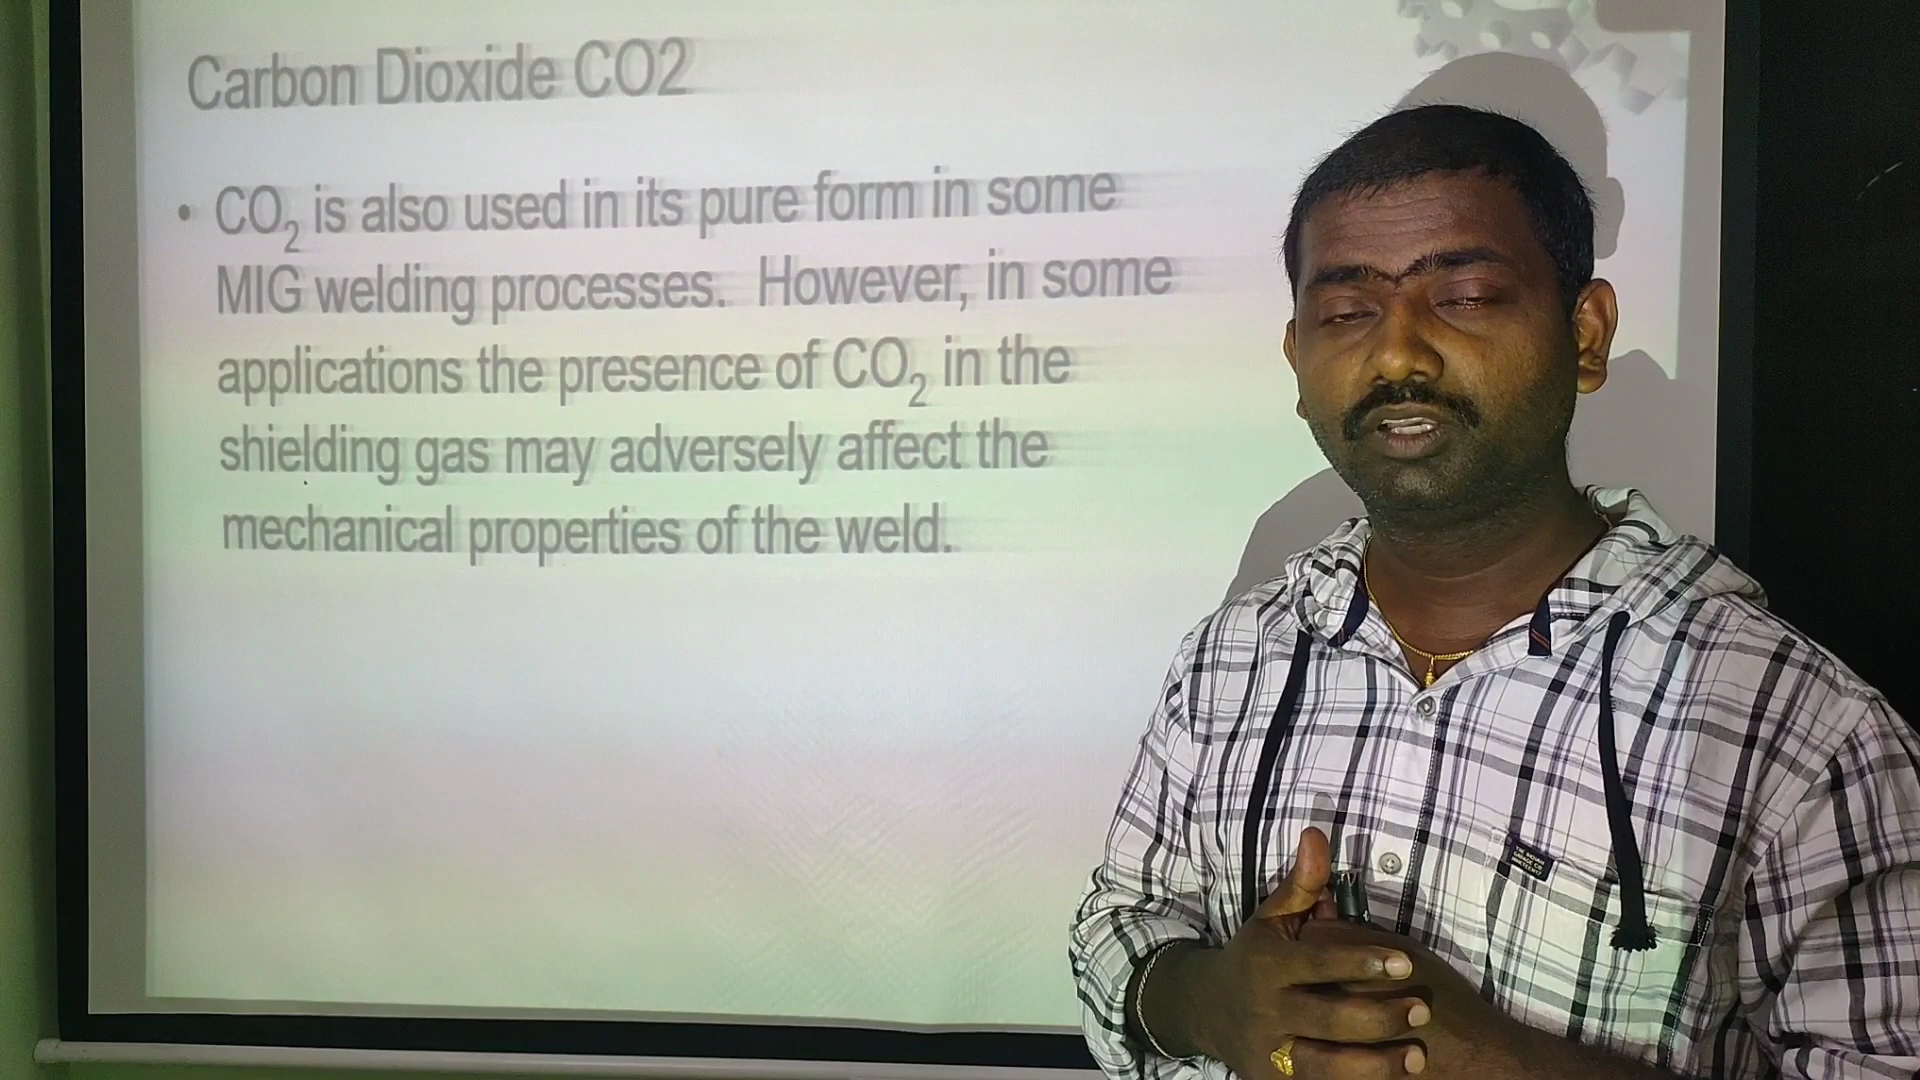 Carbon Dioxide CO2
• CO₂ is also used in its pure form in some
MIG welding processes. However, in some
applications the presence of CO₂ in the
shielding gas may adversely affect the
mechanical properties of the weld.